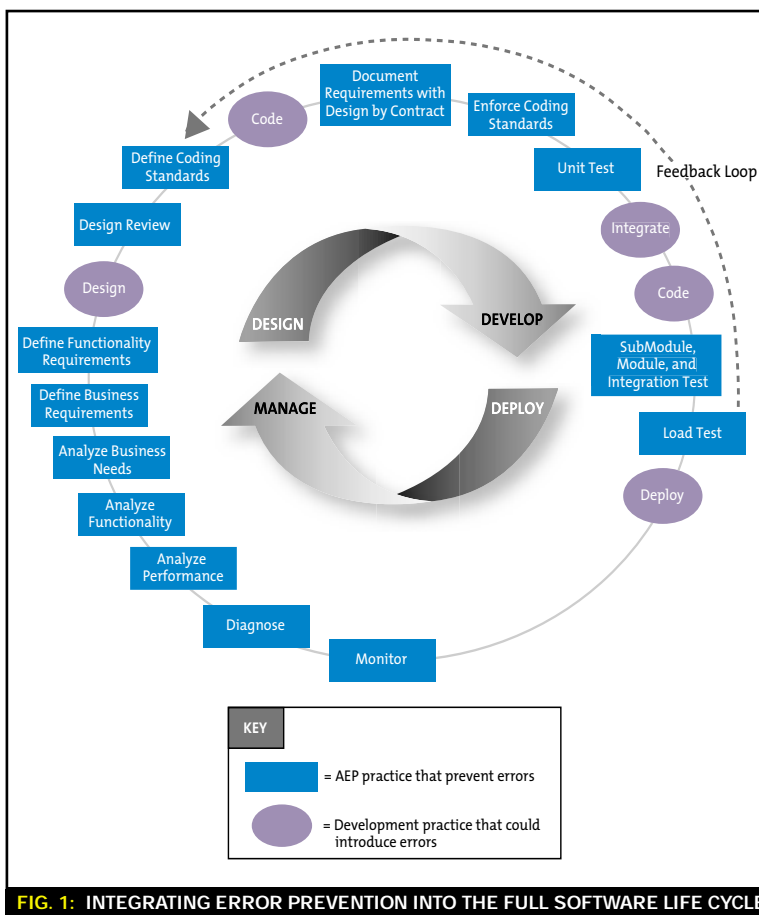 Document
Requirements with
Design by Contract
Enforce Coding
Standards
Code
Unit Test
Feedback Loop
Define Coding
Standards
Design Review
Integrate
Design
Code
DESIGN
DEVELOP
Define Functionality
Requirements
SubModule,
Module, and
Integration Test
Define Business
Requirements
MANAGE
DEPLOY
Load Test
Analyze Business
Needs
Analyze
Functionality
Deploy
Analyze
Performance
Diagnose
Monitor
KEY
= AEP practice that prevent errors
= Development practice that could
introduce errors
FIG. 1: INTEGRATING ERROR PREVENTION INTO THE FULL SOFTWARE LIFE CYCLE